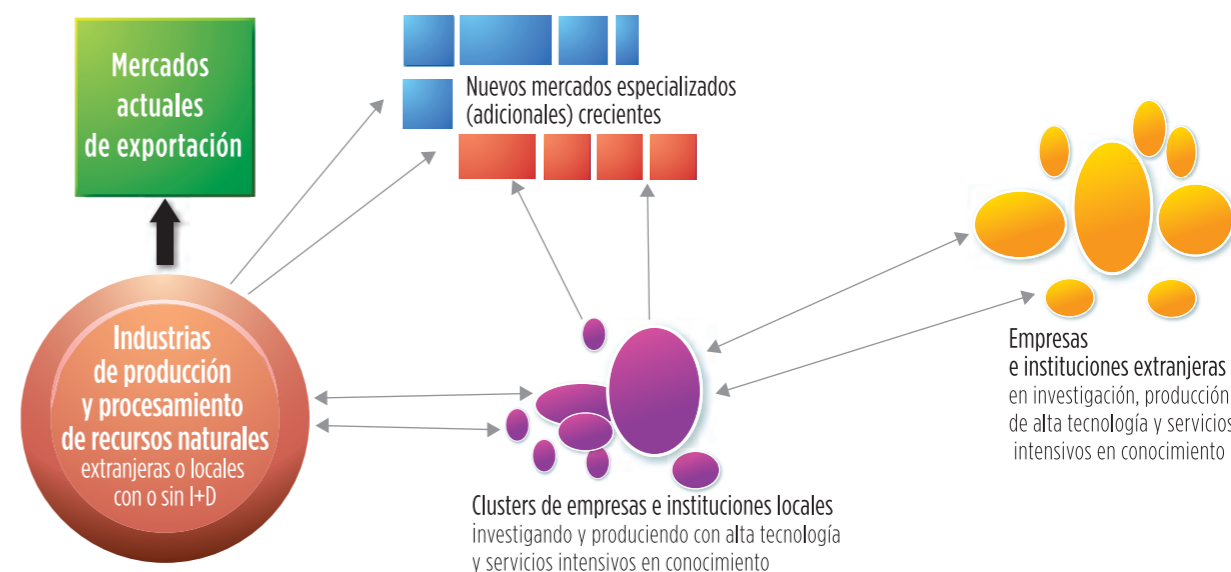 Mercados
actuales
de exportación
Nuevos mercados especializados
(adicionales) crecientes
Industrias
de producción
y procesamiento
de recursos naturales
extranjeras o locales
con o sin I+D
Clusters de empresas e instituciones locales
investigando y produciendo con alta tecnología
y servicios intensivos en conocimiento
Empresas
e instituciones extranjeras
en investigación, producción
de alta tecnología y servicios
intensivos en conocimiento